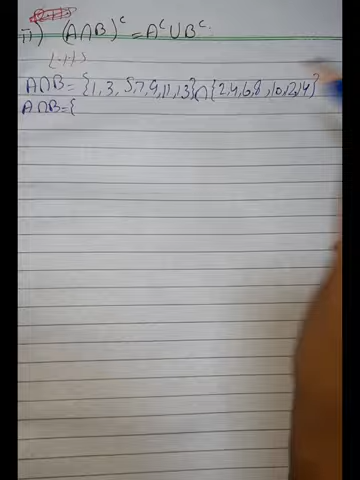 ii) (A∩B)ᶜ = Aᶜ∪Bᶜ.
L-H-S
A∩B = {1, 3, 5, 7, 9, 11, 13}∩{2,4,6,8,10,12,14}
A∩B = {